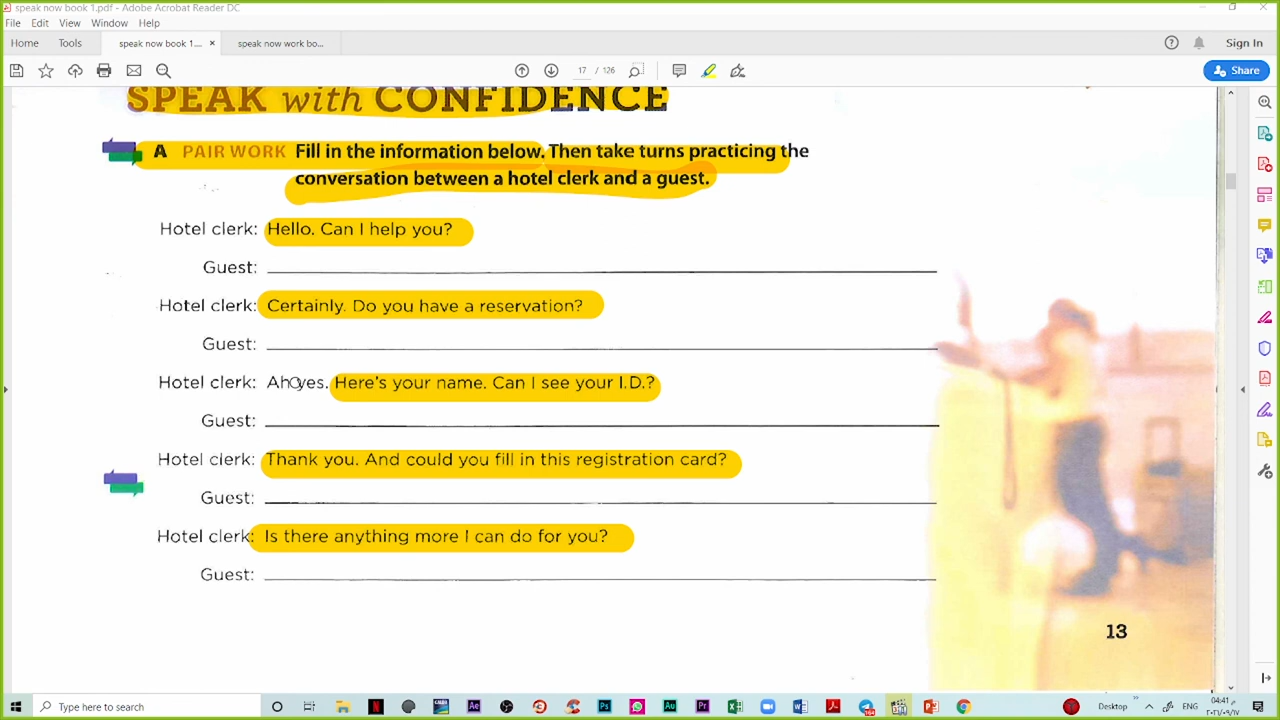 speak now book 1.pdf - Adobe Acrobat Reader DC
File Edit View Window Help
Home Tools speak now book 1.... × speak now work bo... Sign In
17 / 126 Share
SPEAK with CONFIDENCE
A PAIR WORK Fill in the information below. Then take turns practicing the
conversation between a hotel clerk and a guest.
Hotel clerk: Hello. Can I help you?
Guest:
Hotel clerk: Certainly. Do you have a reservation?
Guest:
Hotel clerk: Ah yes. Here's your name. Can I see your I.D.?
Guest:
Hotel clerk: Thank you. And could you fill in this registration card?
Guest:
Hotel clerk: Is there anything more I can do for you?
Guest:
13
Type here to search Desktop ENG 04:41